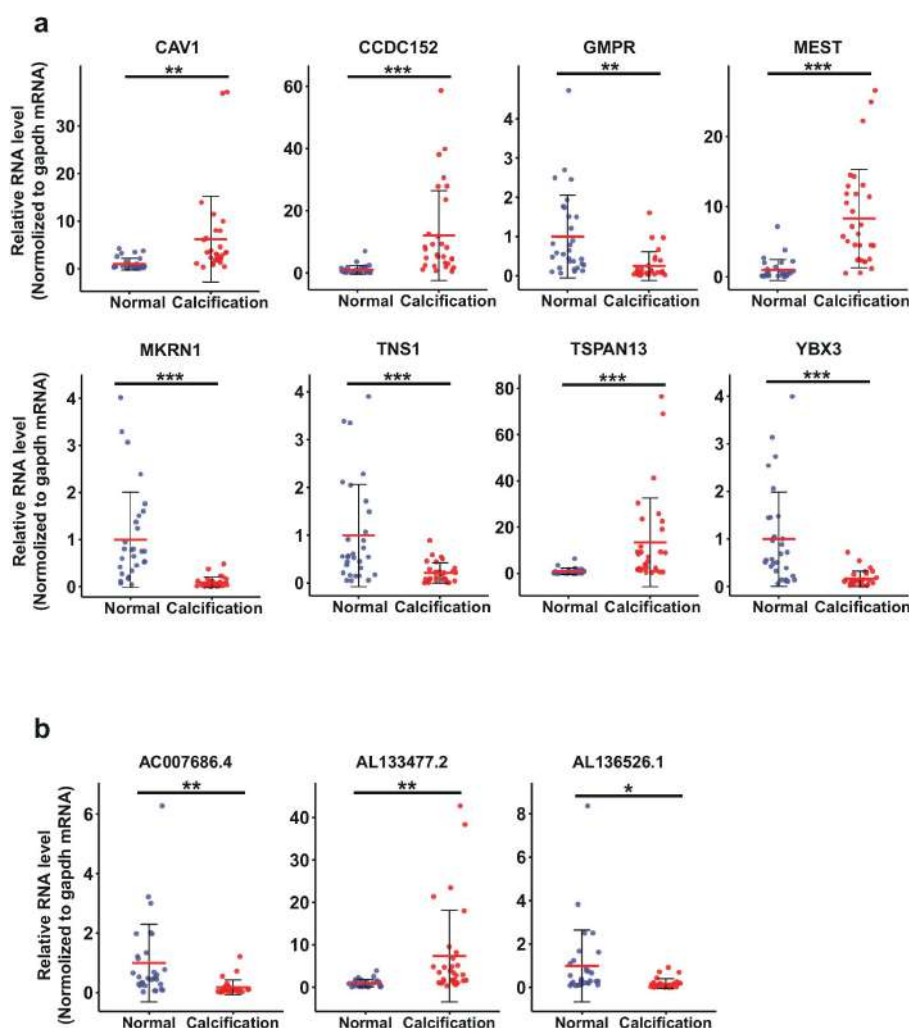 a
CAV1 CCDC152 GMPR MEST
** *** ** ***
Relative RNA level
(Normolized to gapdh mRNA)
30
20
10
0
60
40
20
0
4
3
2
1
0
20
10
0
Normal Calcification Normal Calcification Normal Calcification Normal Calcification
MKRN1 TNS1 TSPAN13 YBX3
*** *** *** ***
Relative RNA level
(Normolized to gapdh mRNA)
4
3
2
1
0
4
3
2
1
0
80
60
40
20
0
4
3
2
1
0
Normal Calcification Normal Calcification Normal Calcification Normal Calcification
b
AC007686.4 AL133477.2 AL136526.1
** ** *
Relative RNA level
(Normolized to gapdh mRNA)
6
4
2
0
40
30
20
10
0
8
6
4
2
0
Normal Calcification Normal Calcification Normal Calcification